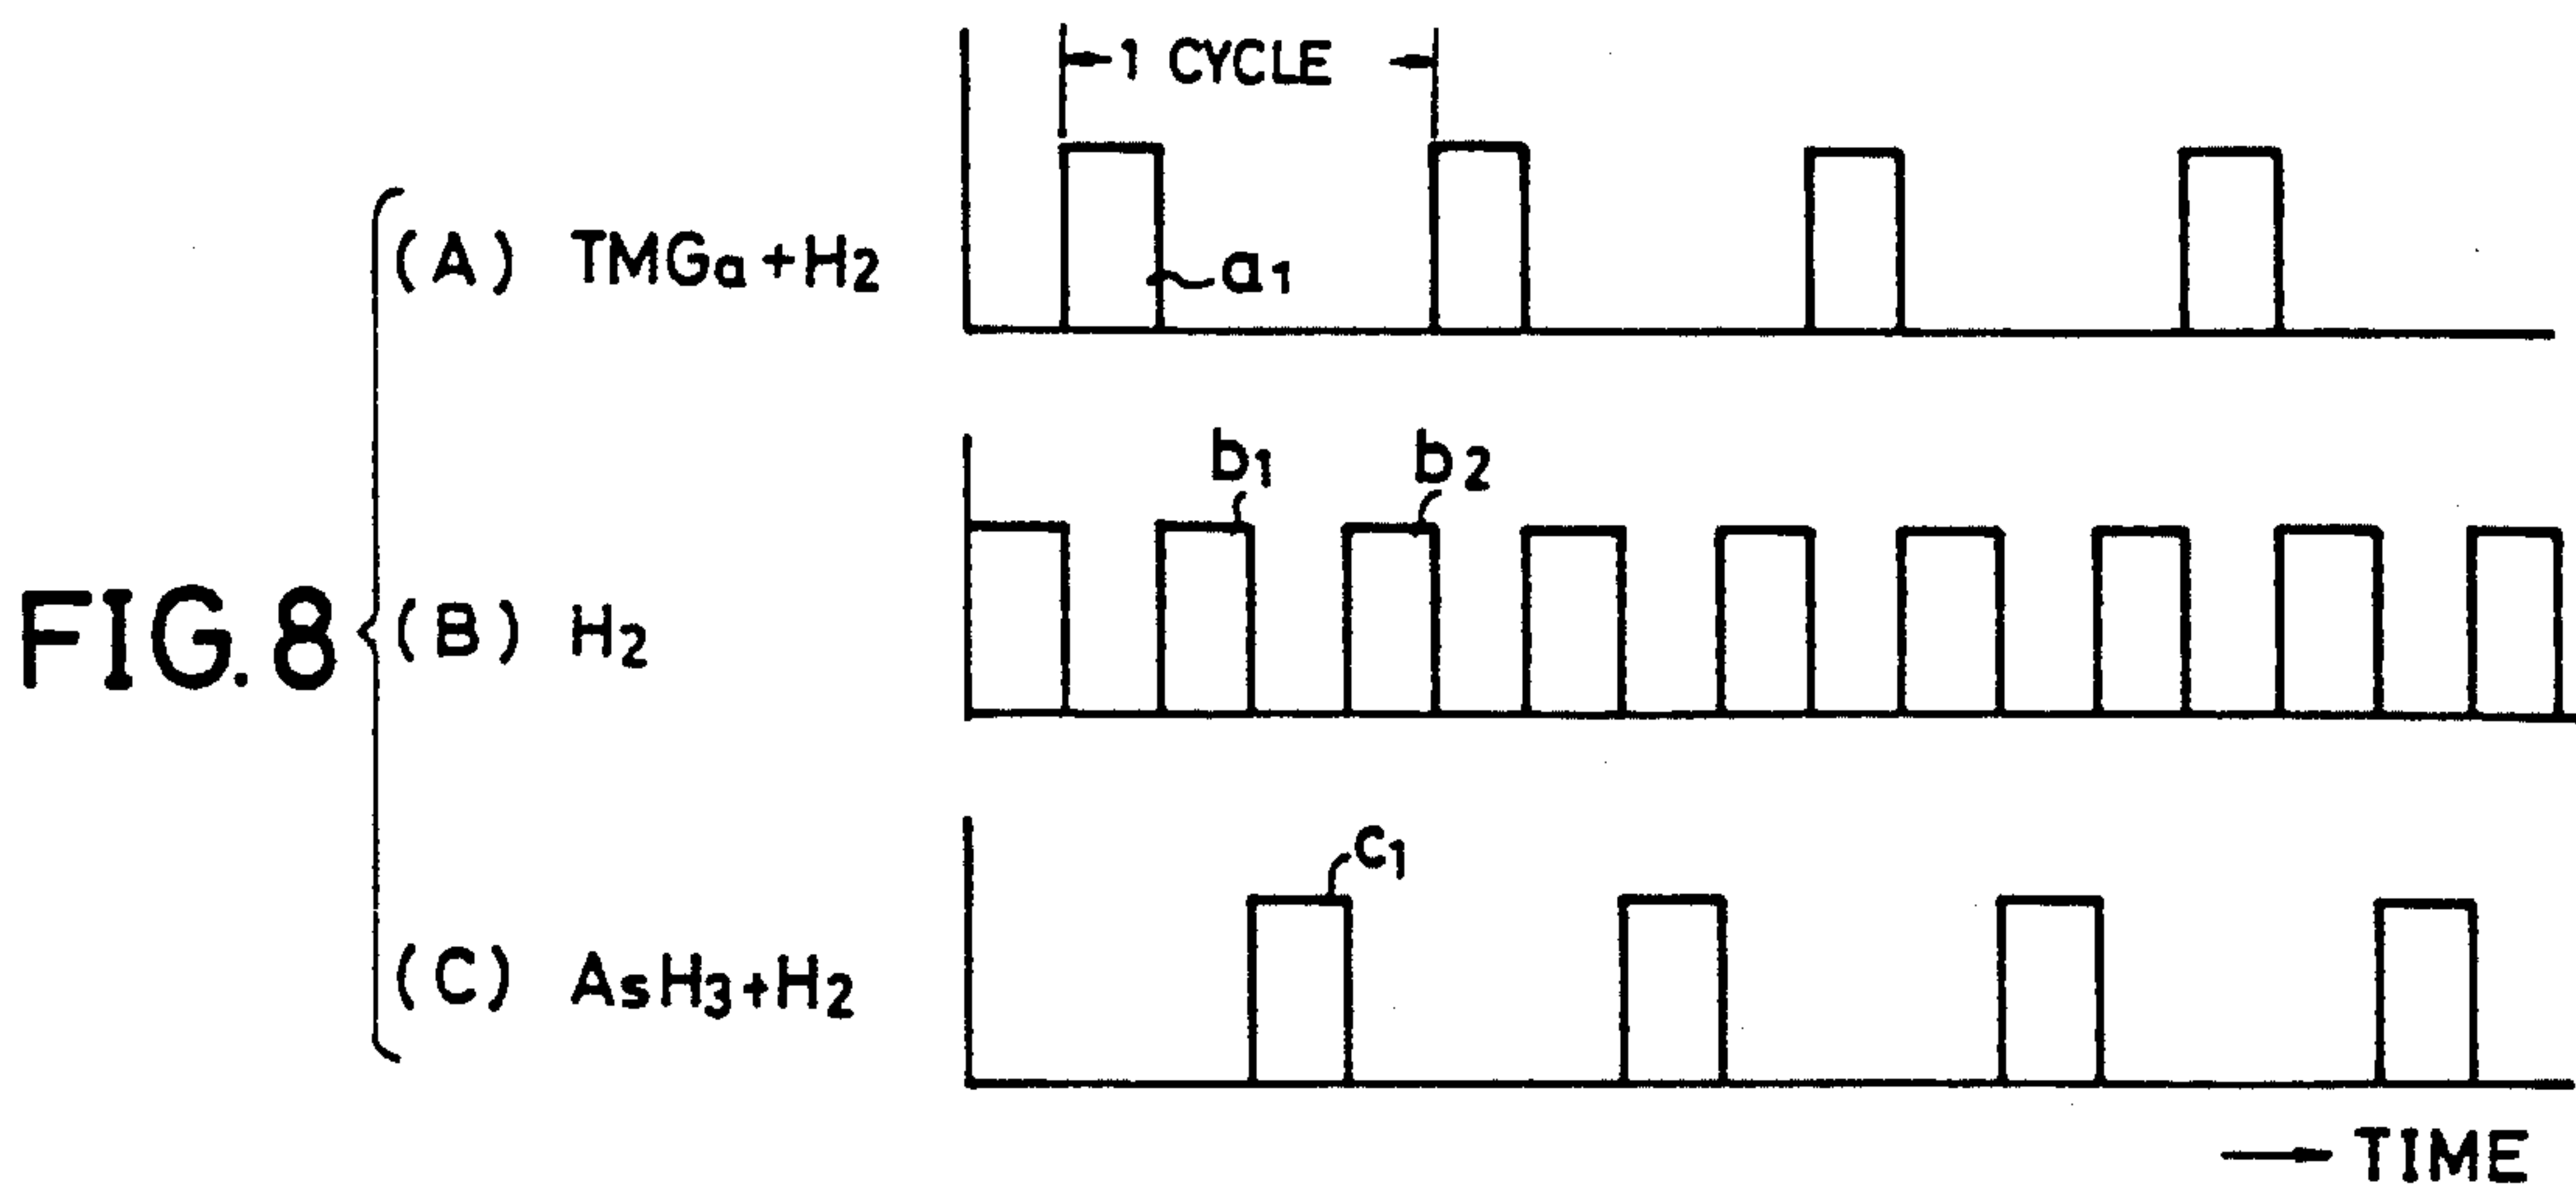 1 CYCLE
(A) TMGa+H2
a1
b1
b2
FIG. 8
(B) H2
c1
(C) AsH3+H2
TIME